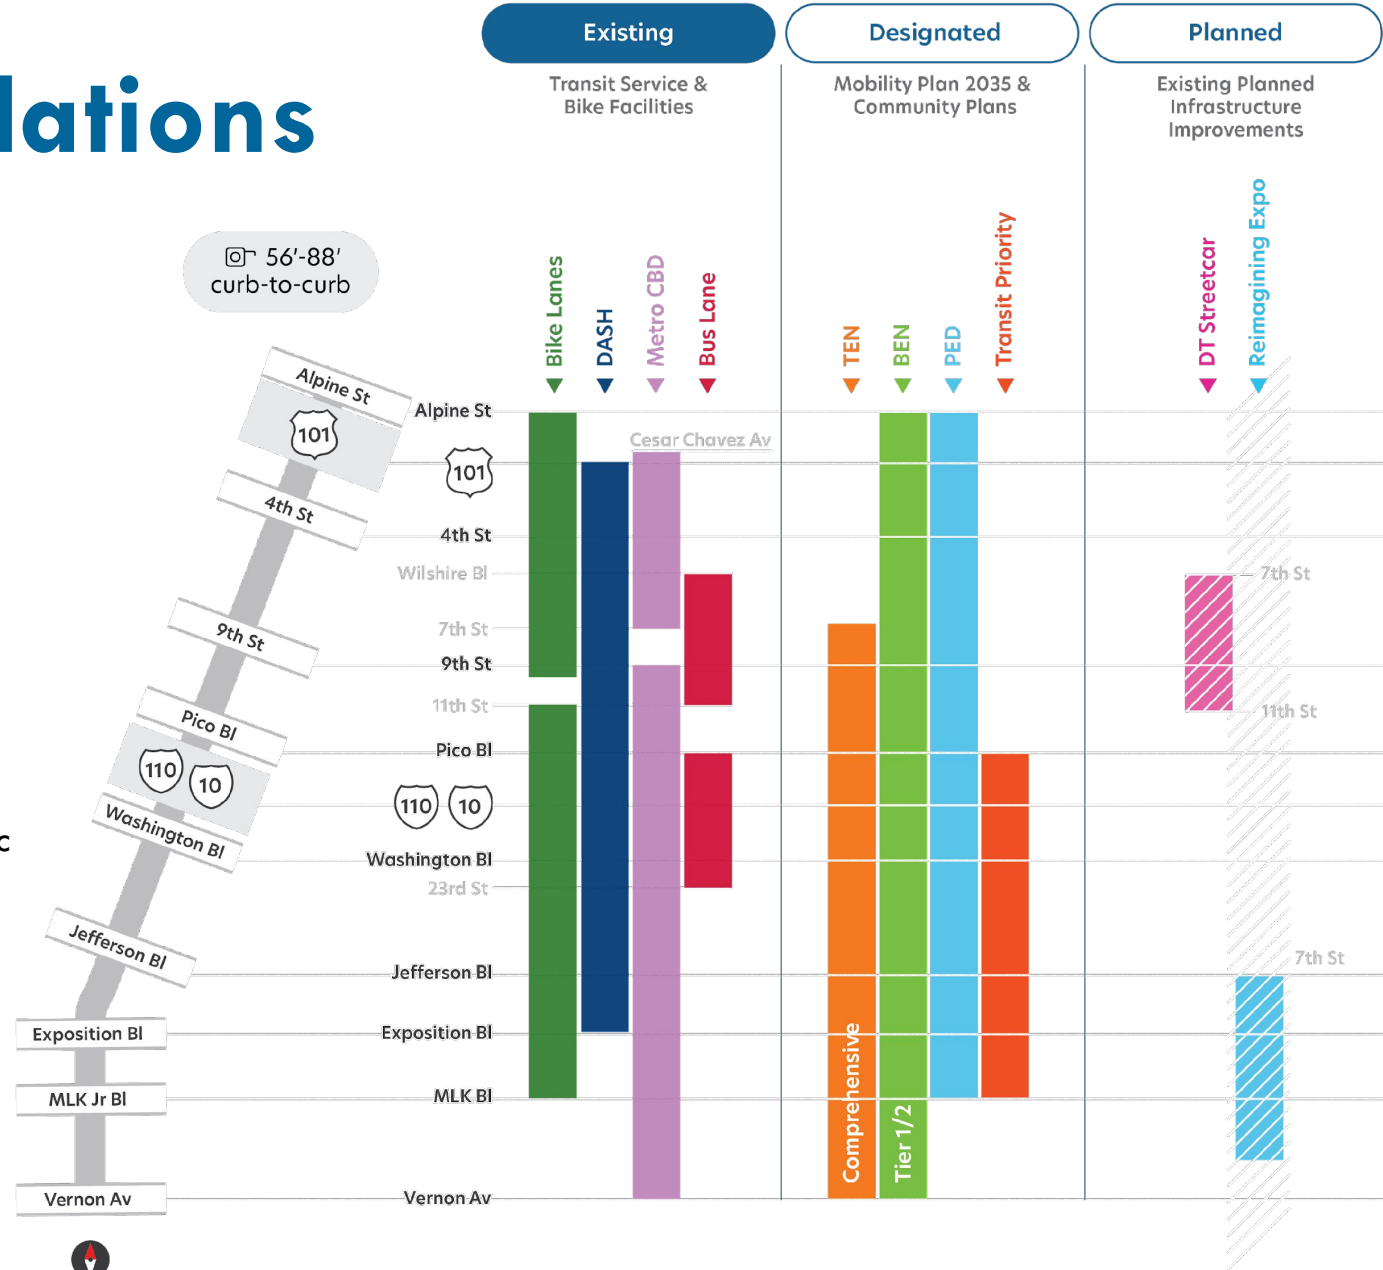 Existing
Designated
Planned
Transit Service &
Bike Facilities
Mobility Plan 2035 &
Community Plans
Existing Planned
Infrastructure
Improvements
lations
56'-88'
curb-to-curb
Bike Lanes
DASH
Metro CBD
Bus Lane
TEN
BEN
PED
Transit Priority
DT Streetcar
Reimagining Expo
Alpine St
101
4th St
9th St
Pico Bl
110
10
Washington Bl
Jefferson Bl
Exposition Bl
MLK Jr Bl
Vernon Av
c
Alpine St
Cesar Chavez Av
101
4th St
Wilshire Bl
7th St
7th St
9th St
11th St
11th St
Pico Bl
110 10
Washington Bl
23rd St
7th St
Jefferson Bl
Exposition Bl
MLK Bl
Vernon Av
Comprehensive
Tier 1/2